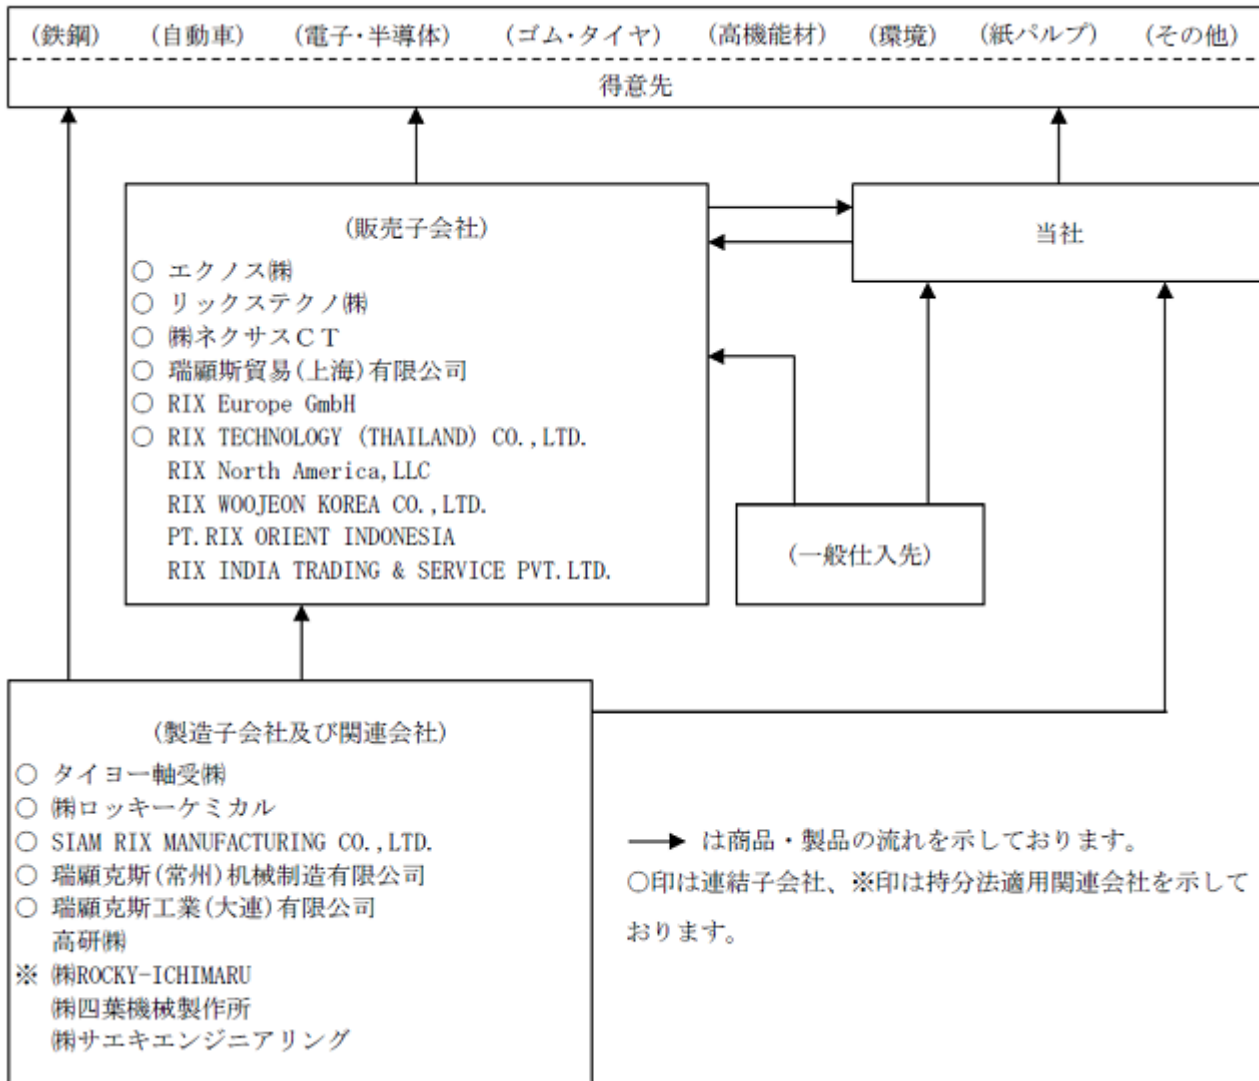 (鉄鋼) (自動車) (電子・半導体) (ゴム・タイヤ) (高機能材) (環境) (紙パルプ) (その他)
得意先
(販売子会社)
○ エクノス㈱
○ リックステクノ㈱
○ ㈱ネクサスCT
○ 瑞顧斯貿易(上海)有限公司
○ RIX Europe GmbH
○ RIX TECHNOLOGY (THAILAND) CO.,LTD.
RIX North America,LLC
RIX WOOJEON KOREA CO.,LTD.
PT.RIX ORIENT INDONESIA
RIX INDIA TRADING & SERVICE PVT.LTD.
当社
(一般仕入先)
(製造子会社及び関連会社)
○ タイヨー軸受㈱
○ ㈱ロッキーケミカル
○ SIAM RIX MANUFACTURING CO.,LTD.
○ 瑞顧克斯(常州)机械制造有限公司
○ 瑞顧克斯工業(大連)有限公司
高研㈱
※ ㈱ROCKY-ICHIMARU
㈱四葉機械製作所
㈱サエキエンジニアリング
→ は商品・製品の流れを示しております。
○印は連結子会社、※印は持分法適用関連会社を示して
おります。